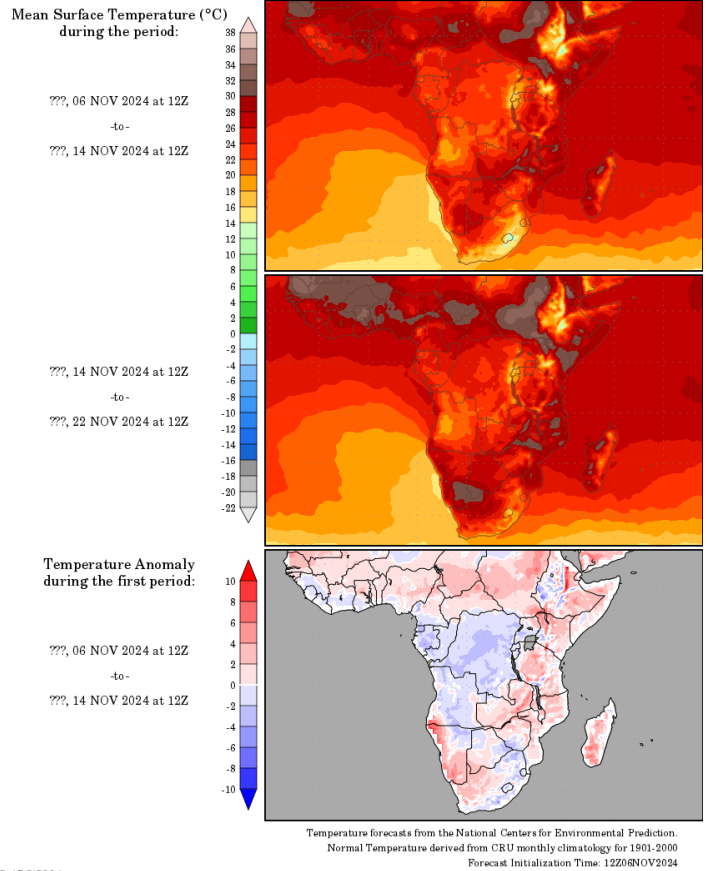 Mean Surface Temperature (°C)
during the period:
???, 06 NOV 2024 at 12Z
-to-
???, 14 NOV 2024 at 12Z
38
36
34
32
30
28
26
24
22
20
18
16
14
12
10
8
6
4
2
0
-2
-4
-6
-8
-10
-12
-14
-16
-18
-20
-22
???, 14 NOV 2024 at 12Z
-to-
???, 22 NOV 2024 at 12Z
Temperature Anomaly
during the first period:
???, 06 NOV 2024 at 12Z
-to-
???, 14 NOV 2024 at 12Z
10
8
6
4
2
0
-2
-4
-6
-8
-10
Temperature forecasts from the National Centers for Environmental Prediction.
Normal Temperature derived from CRU monthly climatology for 1901-2000
Forecast Initialization Time: 12Z06NOV2024